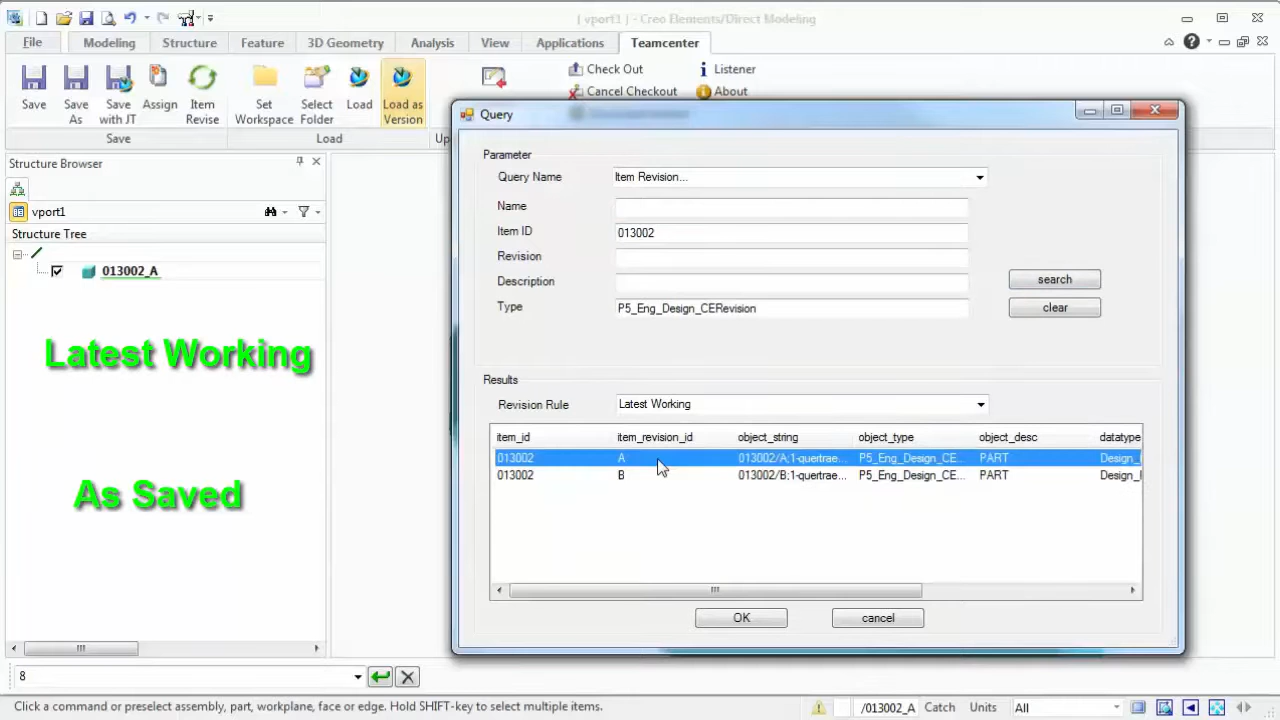 [ vport1 ] - Creo Elements/Direct Modeling
File Modeling Structure Feature 3D Geometry Analysis View Applications Teamcenter
Save Save As Save with JT Assign Item Revise Set Workspace Select Folder Load Load as Version
Check Out Listener
Cancel Checkout About
Save Load
Structure Browser
vport1
Structure Tree
013002_A
Latest Working
As Saved
Query
Parameter
Query Name Item Revision...
Name
Item ID 013002
Revision
Description
search
Type P5_Eng_Design_CERevision
clear
Results
Revision Rule Latest Working
item_id item_revision_id object_string object_type object_desc datatype
013002 A 013002/A;1-quertrae... P5_Eng_Design_CE... PART Design_
013002 B 013002/B;1-quertrae... P5_Eng_Design_CE... PART Design_
OK cancel
8
Click a command or preselect assembly, part, workplane, face or edge. Hold SHIFT-key to select multiple items.
/013002_A Catch Units All